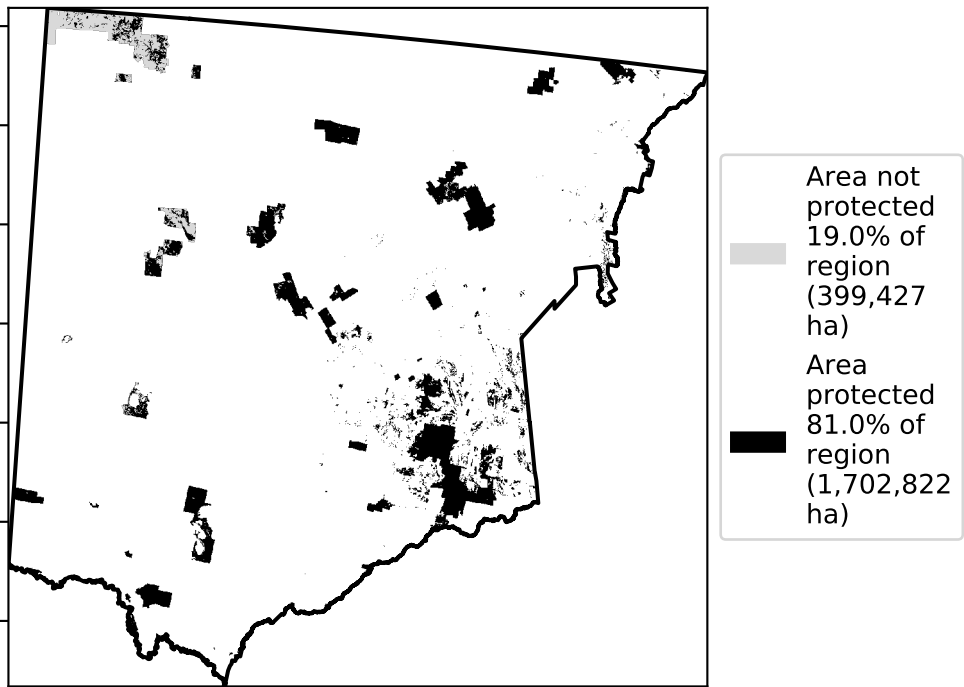 Area not
protected
19.0% of
region
(399,427
ha)
Area
protected
81.0% of
region
(1,702,822
ha)